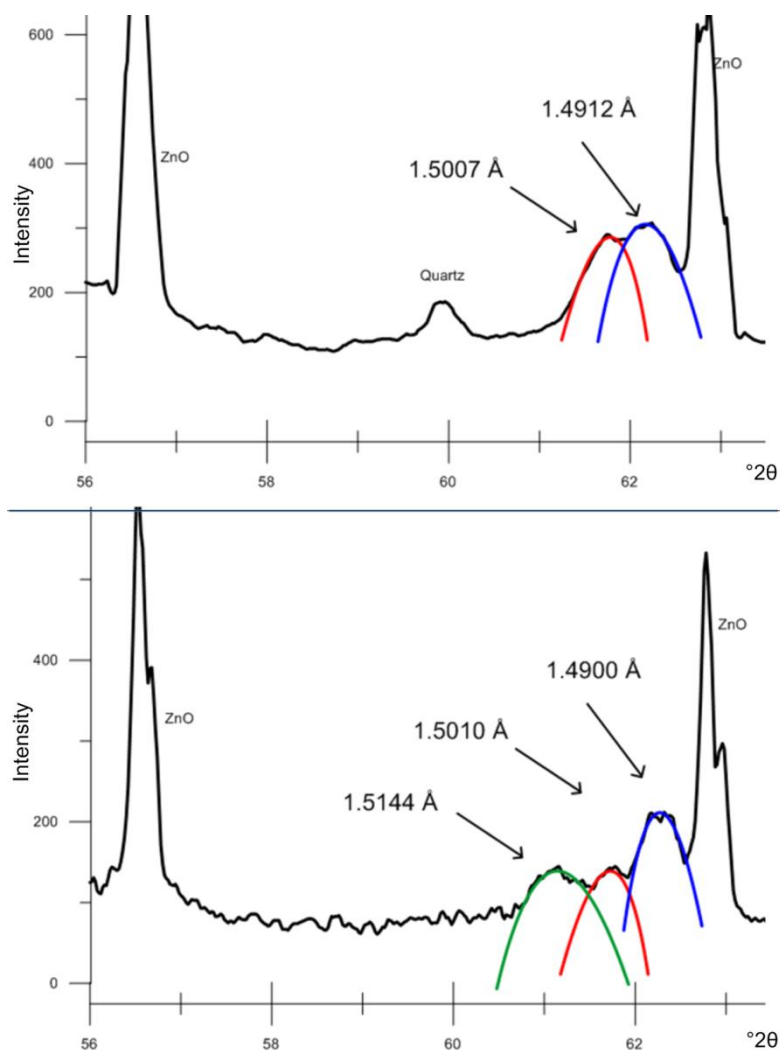 600
ZnO
1.4912 Å
1.5007 Å
400
ZnO
Intensity
Quartz
200
0
56
58
60
62
°2θ
ZnO
1.4900 Å
400
ZnO
1.5010 Å
Intensity
1.5144 Å
200
0
56
58
60
62
°2θ